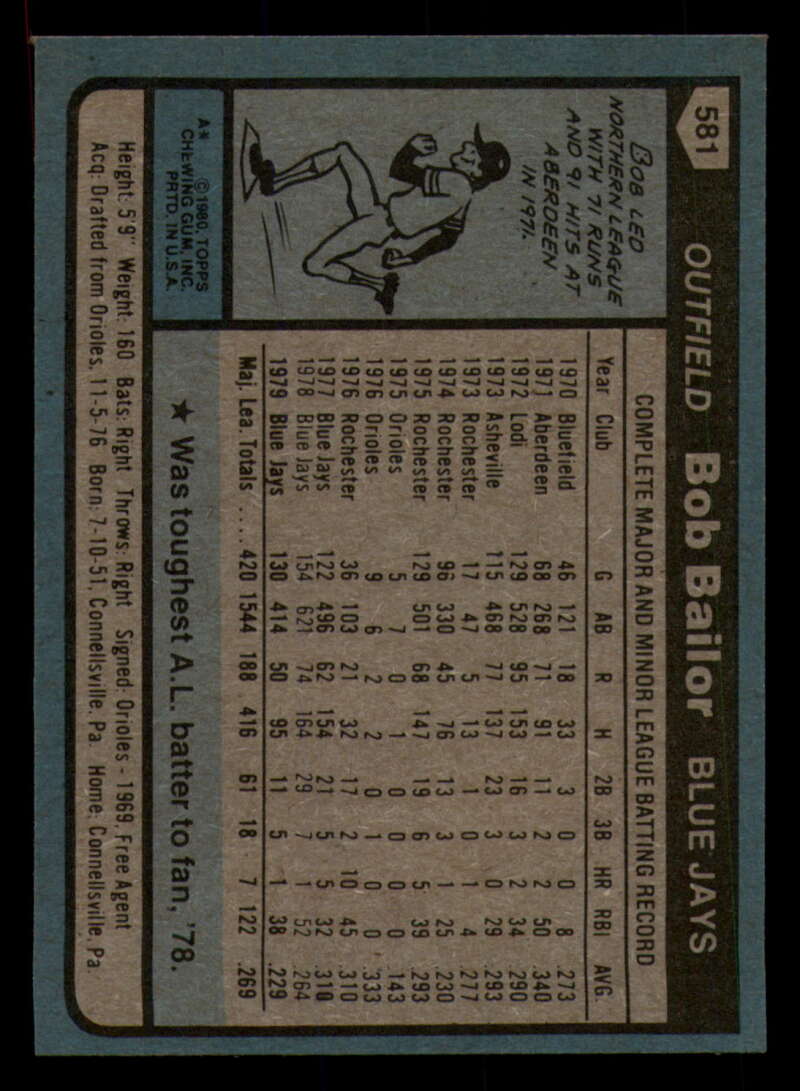 581 OUTFIELD Bob Bailor BLUE JAYS
BOB LED
NORTHERN LEAGUE
WITH 71 RUNS
AND 91 HITS AT
ABERDEEN
IN 1971.
A* ©1980, TOPPS
CHEWING GUM, INC.
PRTD. IN U.S.A.
COMPLETE MAJOR AND MINOR LEAGUE BATTING RECORD
Year Club G AB R H 2B 3B HR RBI AVG.
1970 Bluefield 46 121 18 33 3 0 0 8 .273
1971 Aberdeen 68 268 71 91 11 2 2 50 .340
1972 Lodi 129 528 95 153 16 3 2 34 .290
1973 Asheville 115 468 77 137 23 3 0 29 .293
1973 Rochester 17 47 5 13 1 0 1 4 .277
1974 Rochester 96 330 45 76 13 3 1 25 .230
1975 Rochester 129 501 68 147 19 6 5 39 .293
1975 Orioles 5 7 0 1 0 0 0 0 .143
1976 Orioles 9 6 2 2 0 1 0 0 .333
1976 Rochester 36 103 21 32 17 2 10 45 .310
1977 Blue Jays 122 496 62 154 21 5 5 32 .310
1978 Blue Jays 154 621 74 164 29 7 1 52 .264
1979 Blue Jays 130 414 50 95 11 5 1 38 .229
Maj. Lea. Totals .... 420 1544 188 416 61 18 7 122 .269
★ Was toughest A.L. batter to fan, '78.
Height: 5'9" Weight: 160 Bats: Right Throws: Right Signed: Orioles - 1969, Free Agent
Acq: Drafted from Orioles, 11-5-76 Born: 7-10-51, Connellsville, Pa. Home: Connellsville, Pa.